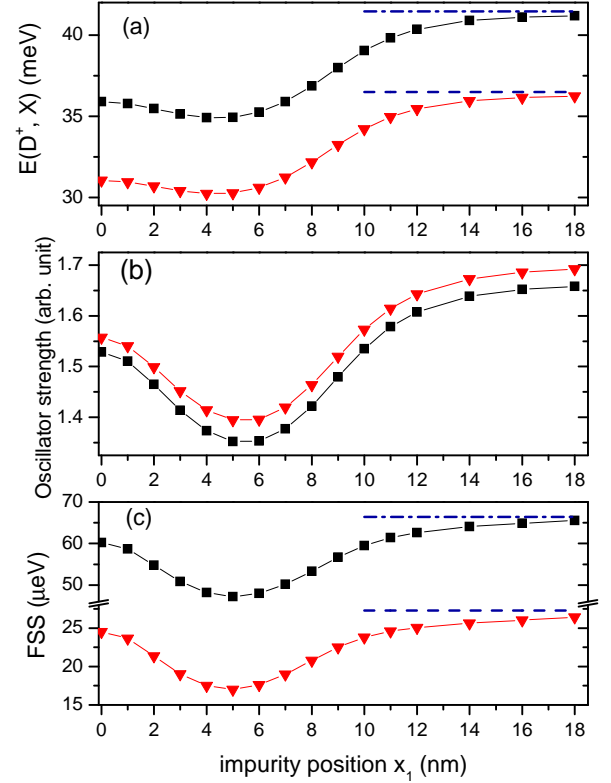 (a)
E(D⁺, X) (meV)
40
35
30
0 2 4 6 8 10 12 14 16 18
(b)
Oscillator strength (arb. unit)
1.7
1.6
1.5
1.4
0 2 4 6 8 10 12 14 16 18
(c)
FSS (μeV)
70
60
50
25
20
15
0 2 4 6 8 10 12 14 16 18
impurity position x₁ (nm)